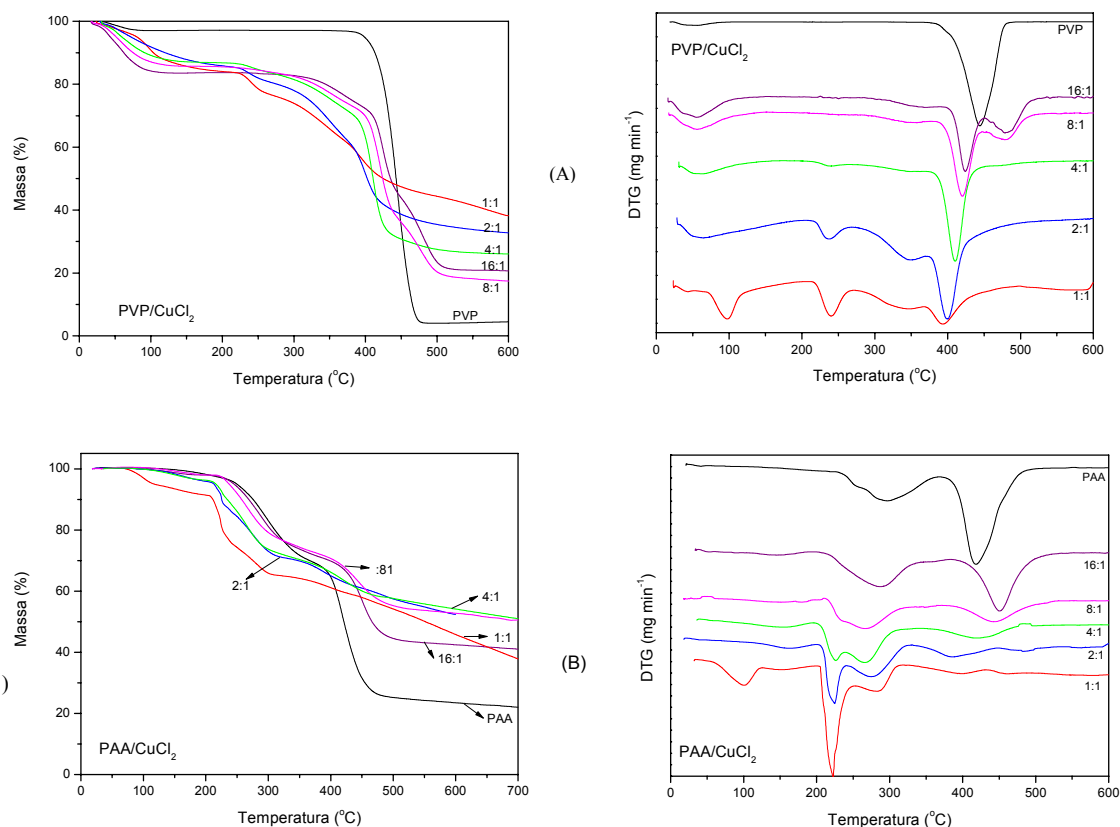 100
80
60
40
20
0
Massa (%)
0 100 200 300 400 500 600
Temperatura (°C)
PVP/CuCl₂
1:1
2:1
4:1
16:1
8:1
PVP
(A)
PVP/CuCl₂
PVP
16:1
8:1
4:1
2:1
1:1
DTG (mg min⁻¹)
0 100 200 300 400 500 600
Temperatura (°C)
100
80
60
40
20
0
Massa (%)
0 100 200 300 400 500 600 700
Temperatura (°C)
PAA/CuCl₂
:81
2:1
4:1
1:1
16:1
PAA
)
(B)
PAA
16:1
8:1
4:1
2:1
1:1
PAA/CuCl₂
DTG (mg min⁻¹)
0 100 200 300 400 500 600
Temperatura (°C)